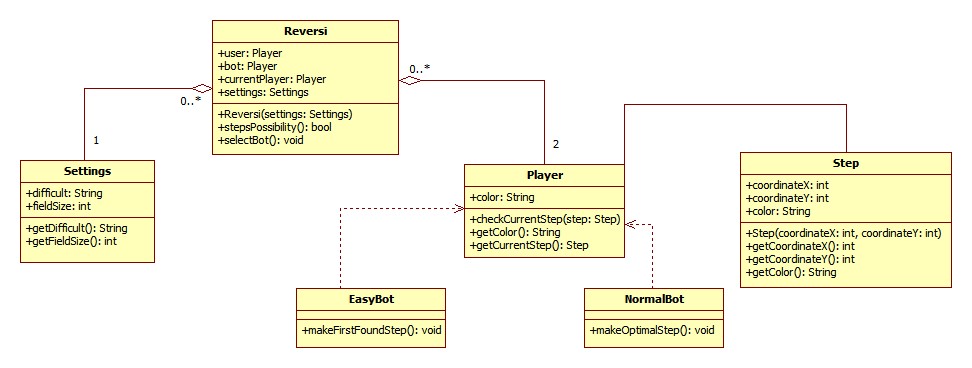 Reversi
+user: Player
+bot: Player
+currentPlayer: Player
+settings: Settings
+Reversi(settings: Settings)
+stepsPossibility(): bool
+selectBot(): void
0..*
0..*
1
2
Settings
+difficult: String
+fieldSize: int
+getDifficult(): String
+getFieldSize(): int
Player
+color: String
+checkCurrentStep(step: Step)
+getColor(): String
+getCurrentStep(): Step
Step
+coordinateX: int
+coordinateY: int
+color: String
+Step(coordinateX: int, coordinateY: int)
+getCoordinateX(): int
+getCoordinateY(): int
+getColor(): String
EasyBot
+makeFirstFoundStep(): void
NormalBot
+makeOptimalStep(): void